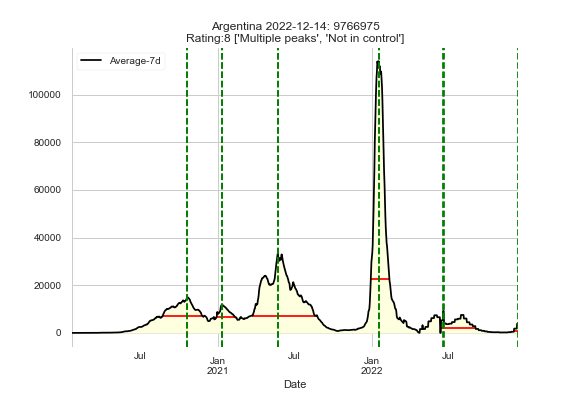 Argentina 2022-12-14: 9766975
Rating:8 ['Multiple peaks', 'Not in control']
Average-7d
100000
80000
60000
40000
20000
0
Jul
Jan
2021
Jul
Jan
2022
Jul
Date